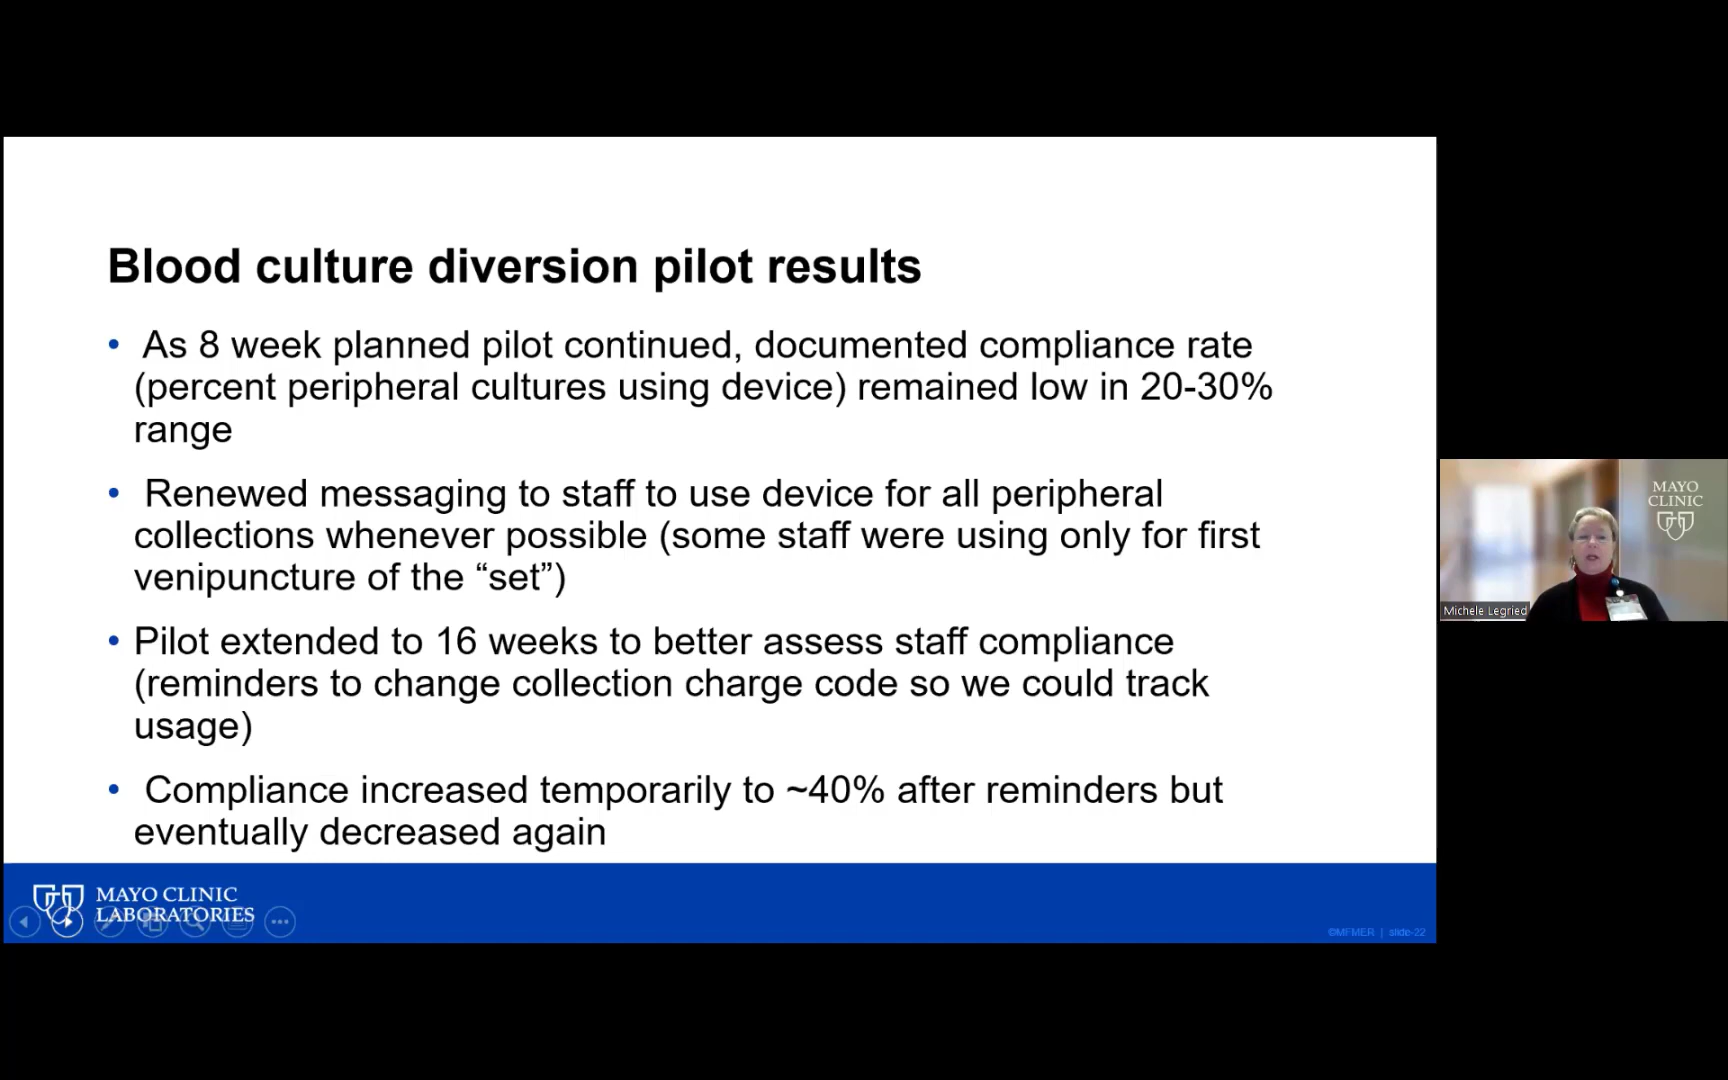 Blood culture diversion pilot results
• As 8 week planned pilot continued, documented compliance rate
(percent peripheral cultures using device) remained low in 20-30%
range
• Renewed messaging to staff to use device for all peripheral
collections whenever possible (some staff were using only for first
venipuncture of the “set”)
• Pilot extended to 16 weeks to better assess staff compliance
(reminders to change collection charge code so we could track
usage)
• Compliance increased temporarily to ~40% after reminders but
eventually decreased again
MAYO CLINIC
LABORATORIES
©MFMER | slide-22
MAYO
CLINIC
Michele Legried